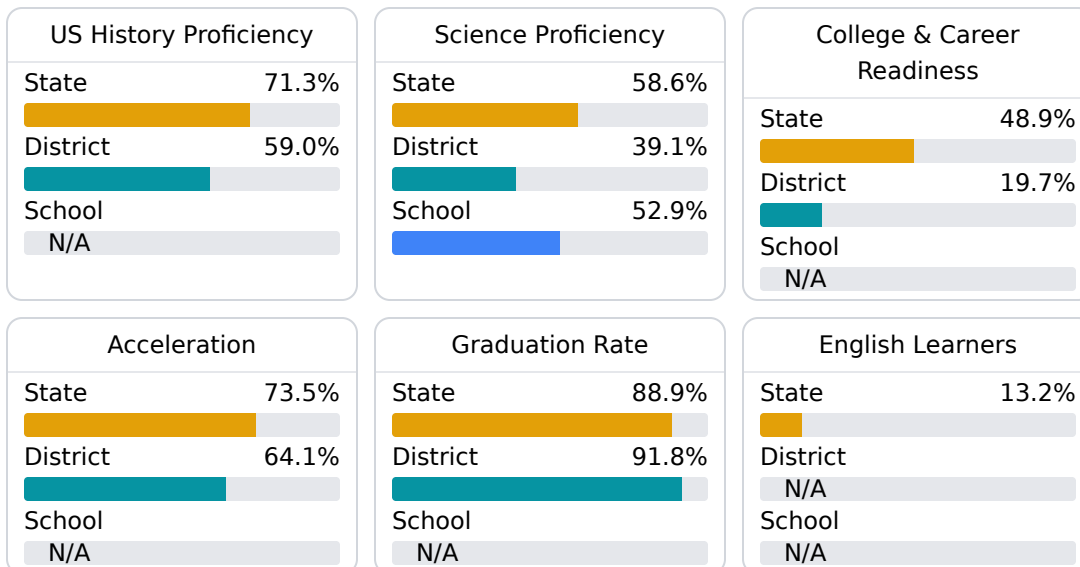 US History Proficiency
State 71.3%
District 59.0%
School
N/A
Science Proficiency
State 58.6%
District 39.1%
School 52.9%
College & Career
Readiness
State 48.9%
District 19.7%
School
N/A
Acceleration
State 73.5%
District 64.1%
School
N/A
Graduation Rate
State 88.9%
District 91.8%
School
N/A
English Learners
State 13.2%
District
N/A
School
N/A